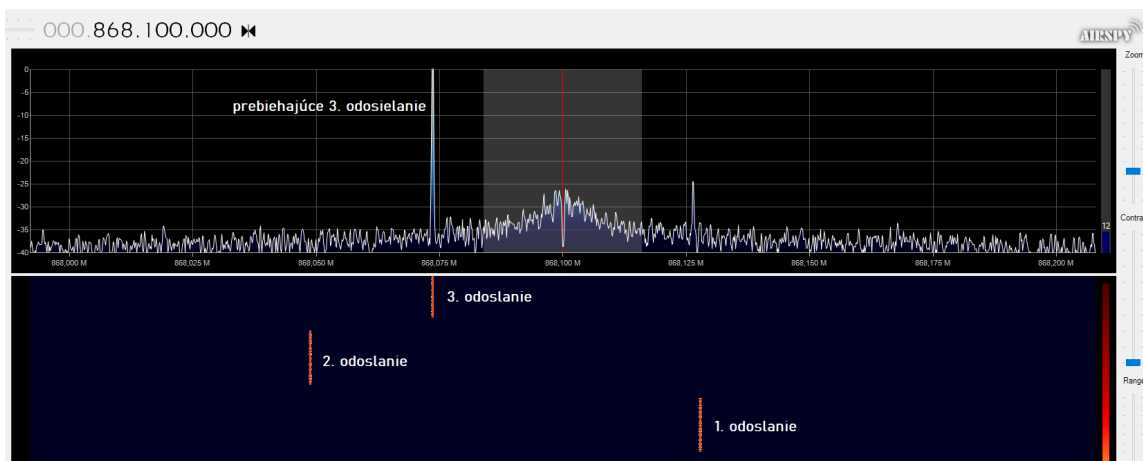 000.868.100.000
AIRSPY
Zoom
0
-5
-10
prebiehajúce 3. odosielanie
-15
-20
-25
-30
-35
-40
12
Contra
868,000 M 868,025 M 868,050 M 868,075 M 868,100 M 868,125 M 868,150 M 868,175 M 868,200 M
3. odoslanie
2. odoslanie
Range
1. odoslanie